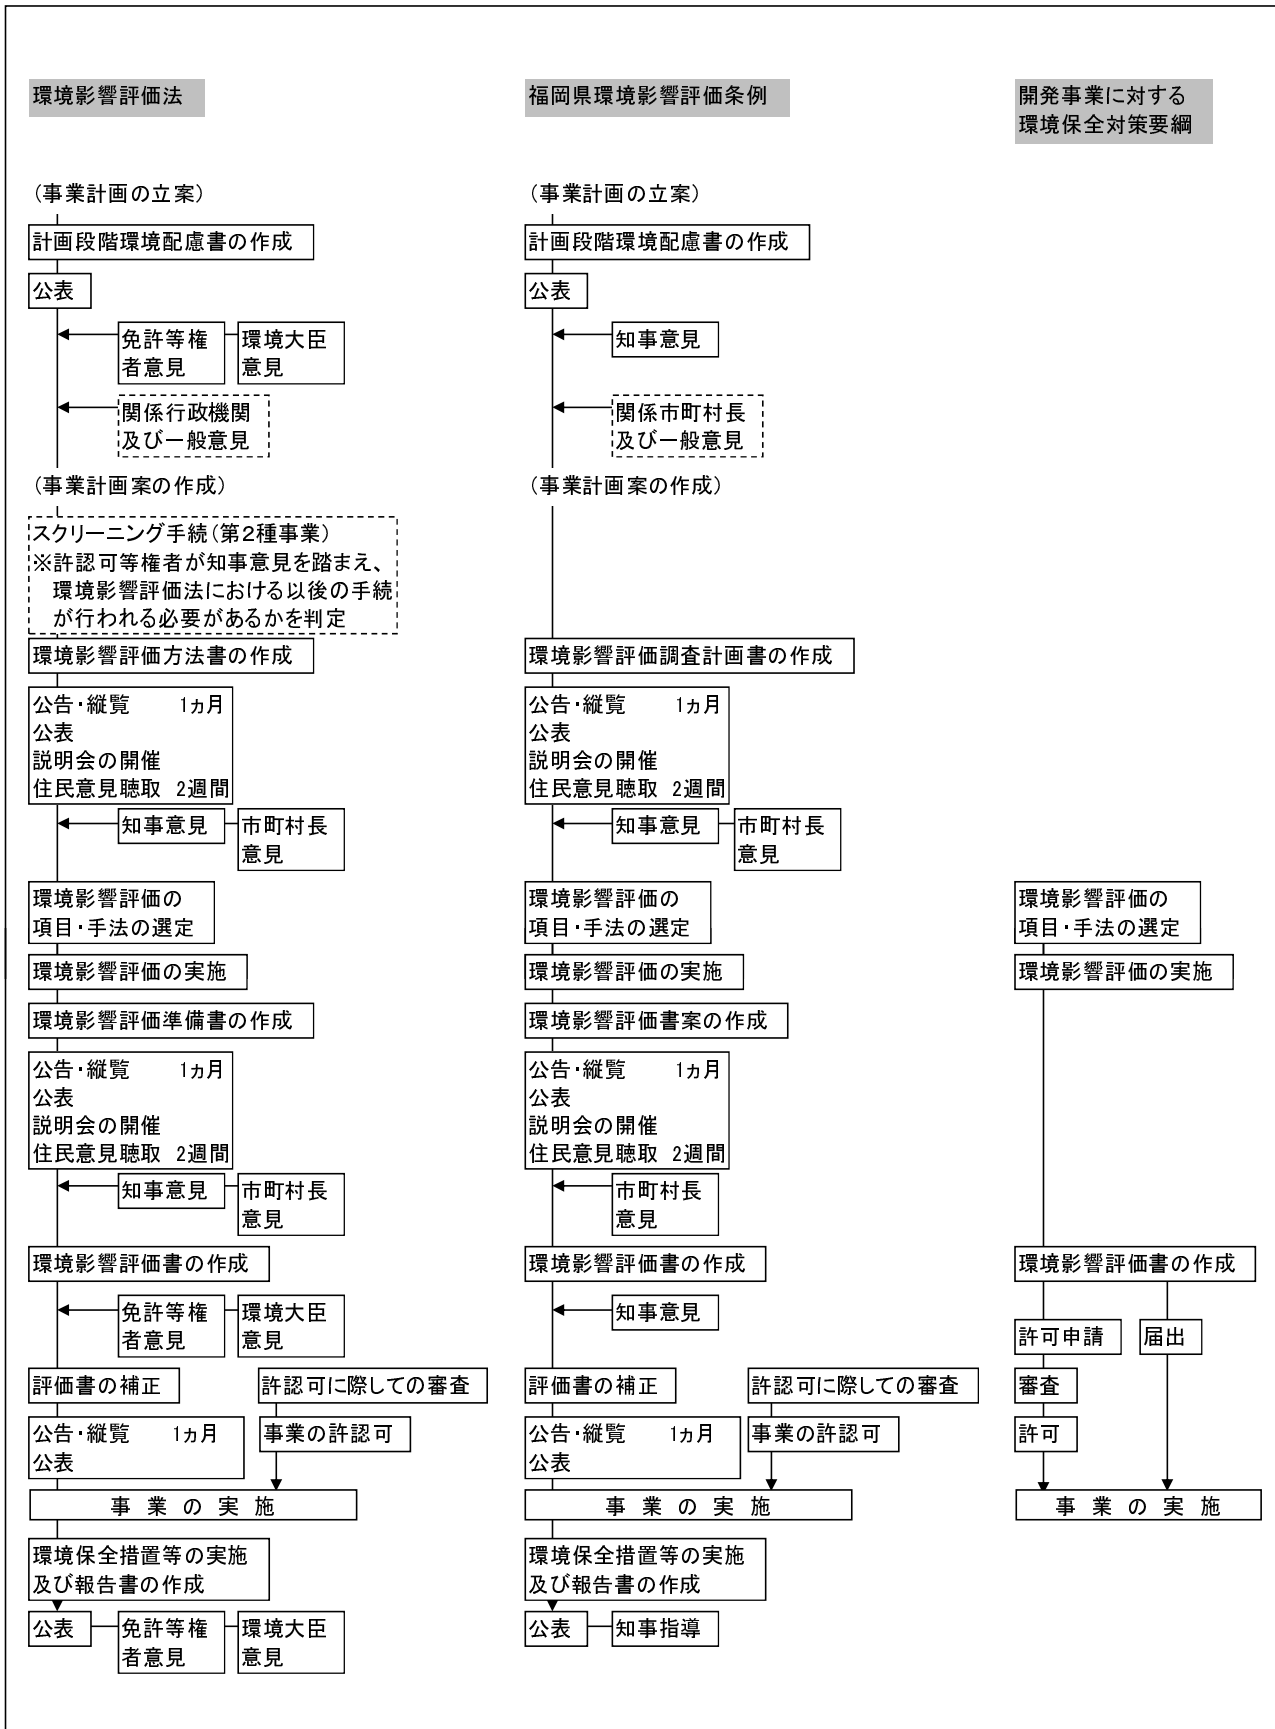 環境影響評価法
(事業計画の立案)
計画段階環境配慮書の作成
公表
免許等権
者意見
環境大臣
意見
関係行政機関
及び一般意見
(事業計画案の作成)
スクリーニング手続(第2種事業)
※許認可等権者が知事意見を踏まえ、
環境影響評価法における以後の手続
が行われる必要があるかを判定
環境影響評価方法書の作成
公告・縦覧 1ヵ月
公表
説明会の開催
住民意見聴取 2週間
知事意見
市町村長
意見
環境影響評価の
項目・手法の選定
環境影響評価の実施
環境影響評価準備書の作成
公告・縦覧 1ヵ月
公表
説明会の開催
住民意見聴取 2週間
知事意見
市町村長
意見
環境影響評価書の作成
免許等権
者意見
環境大臣
意見
評価書の補正
許認可に際しての審査
公告・縦覧 1ヵ月
公表
事業の許認可
事業の実施
環境保全措置等の実施
及び報告書の作成
公表
免許等権
者意見
環境大臣
意見
福岡県環境影響評価条例
(事業計画の立案)
計画段階環境配慮書の作成
公表
知事意見
関係市町村長
及び一般意見
(事業計画案の作成)
環境影響評価調査計画書の作成
公告・縦覧 1ヵ月
公表
説明会の開催
住民意見聴取 2週間
知事意見
市町村長
意見
環境影響評価の
項目・手法の選定
環境影響評価の実施
環境影響評価書案の作成
公告・縦覧 1ヵ月
公表
説明会の開催
住民意見聴取 2週間
市町村長
意見
環境影響評価書の作成
知事意見
評価書の補正
許認可に際しての審査
公告・縦覧 1ヵ月
公表
事業の許認可
事業の実施
環境保全措置等の実施
及び報告書の作成
公表
知事指導
開発事業に対する
環境保全対策要綱
環境影響評価の
項目・手法の選定
環境影響評価の実施
環境影響評価書の作成
許可申請
届出
審査
許可
事業の実施